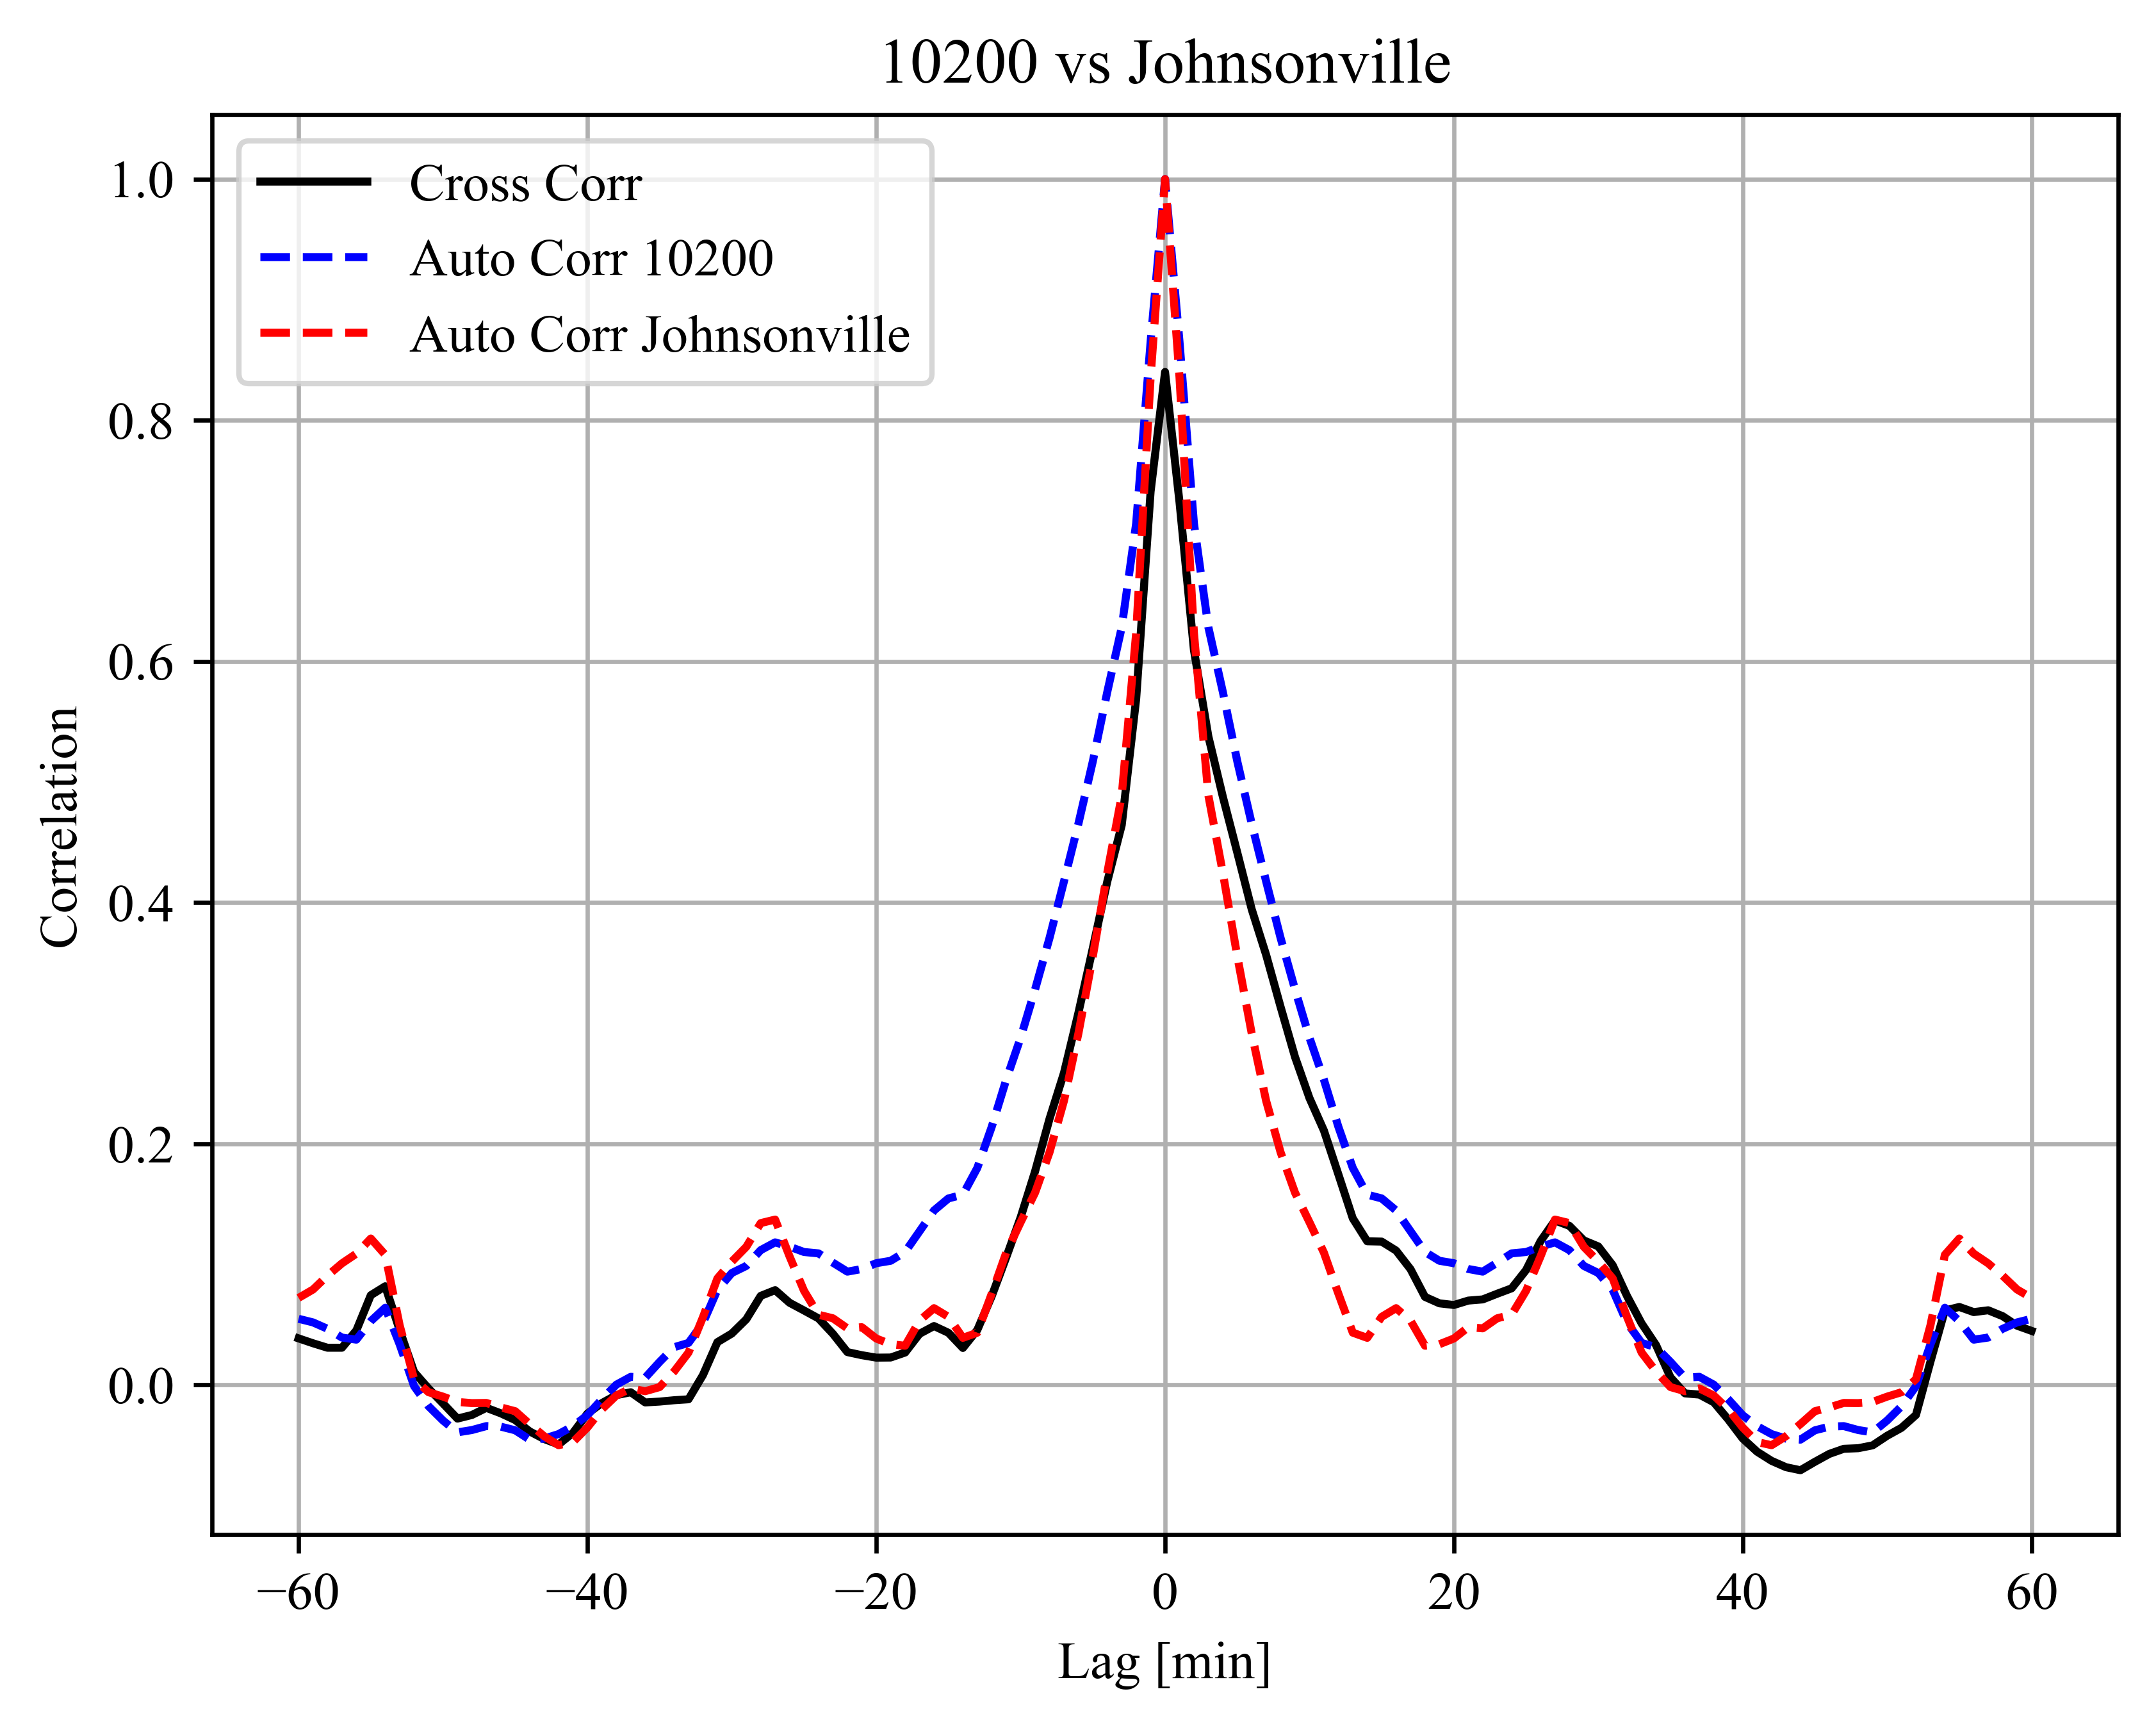 10200 vs Johnsonville
Cross Corr
Auto Corr 10200
Auto Corr Johnsonville
1.0
0.8
0.6
0.4
0.2
0.0
Correlation
−60 −40 −20 0 20 40 60
Lag [min]